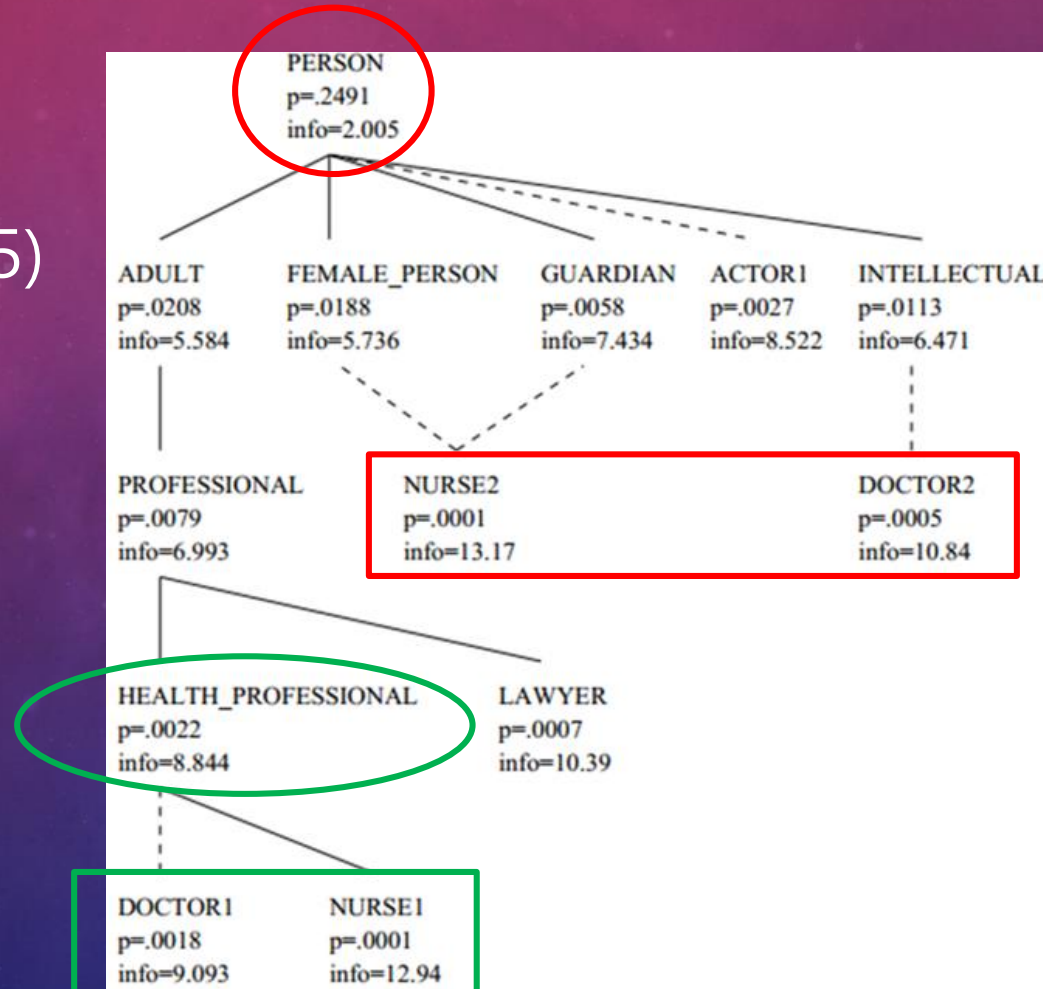 5)
PERSON
p=.2491
info=2.005
ADULT FEMALE_PERSON GUARDIAN ACTOR1 INTELLECTUAL
p=.0208 p=.0188 p=.0058 p=.0027 p=.0113
info=5.584 info=5.736 info=7.434 info=8.522 info=6.471
PROFESSIONAL NURSE2 DOCTOR2
p=.0079 p=.0001 p=.0005
info=6.993 info=13.17 info=10.84
HEALTH_PROFESSIONAL LAWYER
p=.0022 p=.0007
info=8.844 info=10.39
DOCTOR1 NURSE1
p=.0018 p=.0001
info=9.093 info=12.94